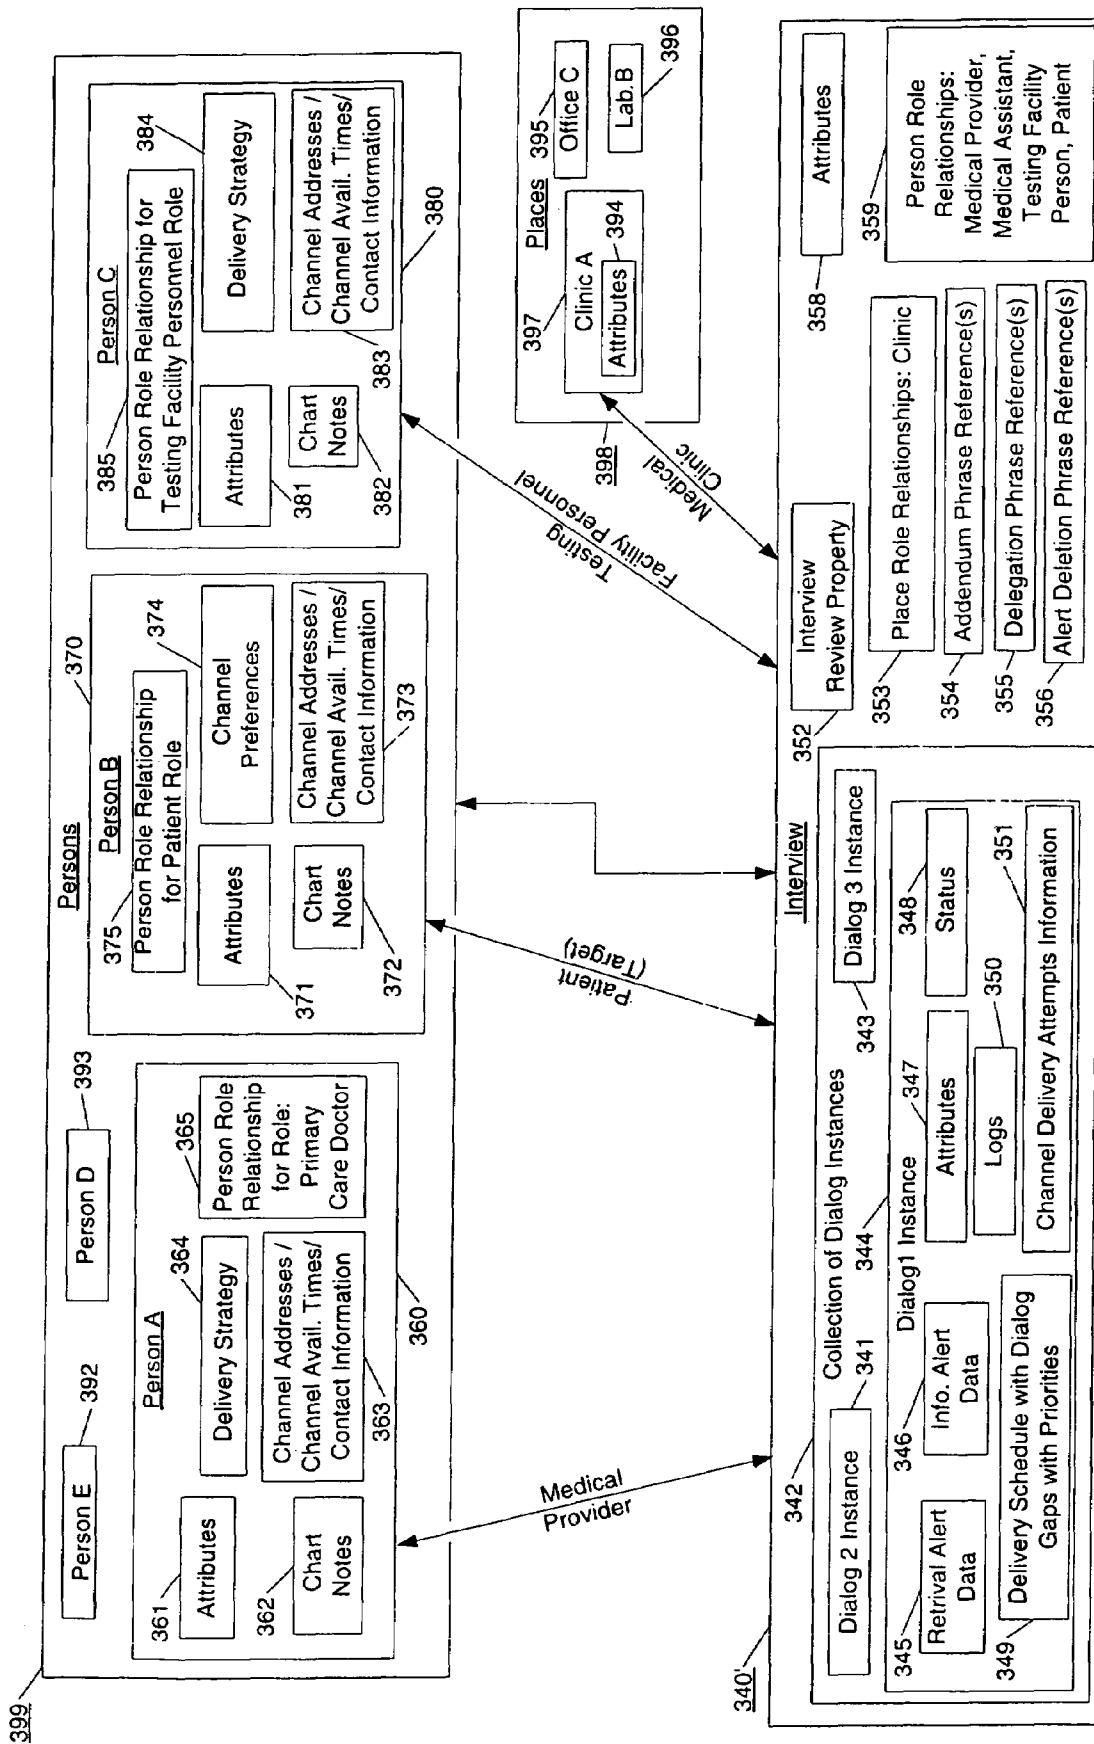 399
Persons
Person E
392
Person D
393
Person A
361
Attributes
362
Chart
Notes
Delivery Strategy
364
Channel Addresses /
Channel Avail. Times/
Contact Information
363
365
Person Role
Relationship
for Role:
Primary
Care Doctor
360
370
Person B
375
Person Role Relationship
for Patient Role
Attributes
371
Chart
Notes
372
374
Channel
Preferences
Channel Addresses/
Channel Avail. Times/
Contact Information
373
Person C
385
Person Role Relationship for
Testing Facility Personnel Role
Attributes
381
Chart
Notes
382
384
Delivery Strategy
Channel Addresses/
Channel Avail. Times/
Contact Information
383
380
Medical
Provider
Patient
(Target)
Testing
Facility Personnel
Medical
Clinic
Places
398
397
Clinic A
Attributes
394
395
Office C
Lab.B
396
340'
Interview
342
Collection of Dialog Instances
Dialog 2 Instance
341
Dialog 3 Instance
343
344
Dialog1 Instance
345
Retrival Alert
Data
346
Info. Alert
Data
347
Attributes
348
Status
Logs
350
349
Delivery Schedule with Dialog
Gaps with Priorities
Channel Delivery Attempts Information
351
352
Interview
Review Property
353
Place Role Relationships: Clinic
354
Addendum Phrase Reference(s)
355
Delegation Phrase Reference(s)
356
Alert Deletion Phrase Reference(s)
358
Attributes
359
Person Role
Relationships:
Medical Provider,
Medical Assistant,
Testing Facility
Person, Patient